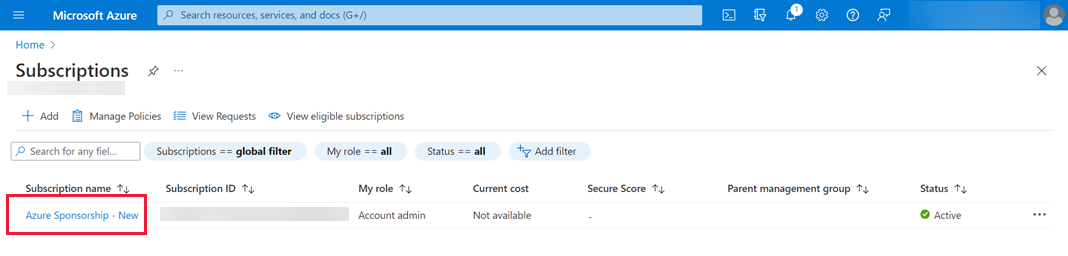 Microsoft Azure Search resources, services, and docs (G+/) 1
Home >
Subscriptions ...
+ Add Manage Policies View Requests View eligible subscriptions
Search for any field... Subscriptions == global filter My role == all Status == all Add filter
Subscription name ↑↓ Subscription ID ↑↓ My role ↑↓ Current cost Secure Score ↑↓ Parent management group ↑↓ Status ↑↓
Azure Sponsorship - New Account admin Not available - Active ...